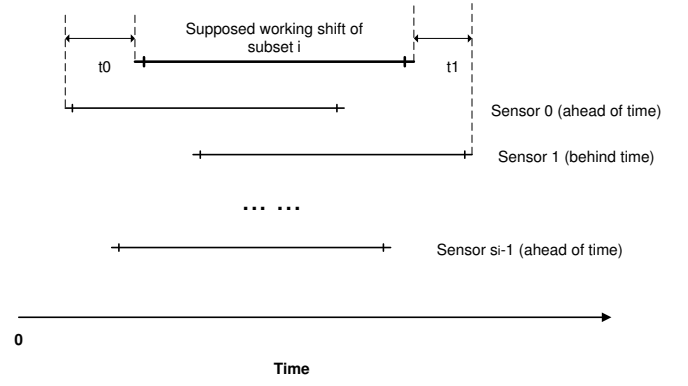 Supposed working shift of
subset i
t0
t1
Sensor 0 (ahead of time)
Sensor 1 (behind time)
... ...
Sensor si-1 (ahead of time)
0
Time